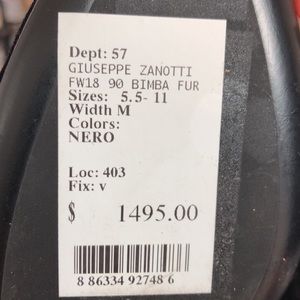 Dept: 57
GIUSEPPE ZANOTTI
FW18 90 BIMBA FUR
Sizes: 5.5- 11
Width M
Colors:
NERO
Loc: 403
Fix: v
$ 1495.00
8 86334 92748 6